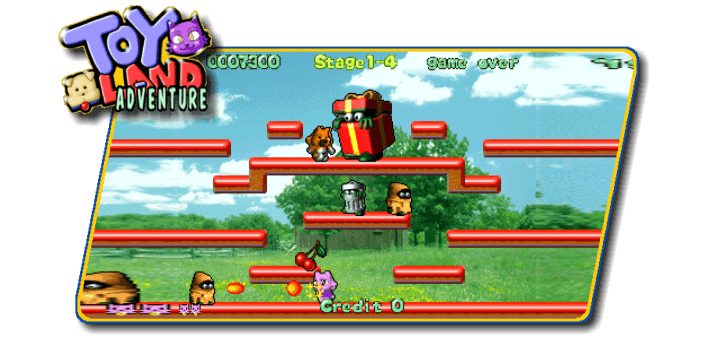 TOY
LAND
ADVENTURE
0007300 Stage1-4 game over
Credit 0